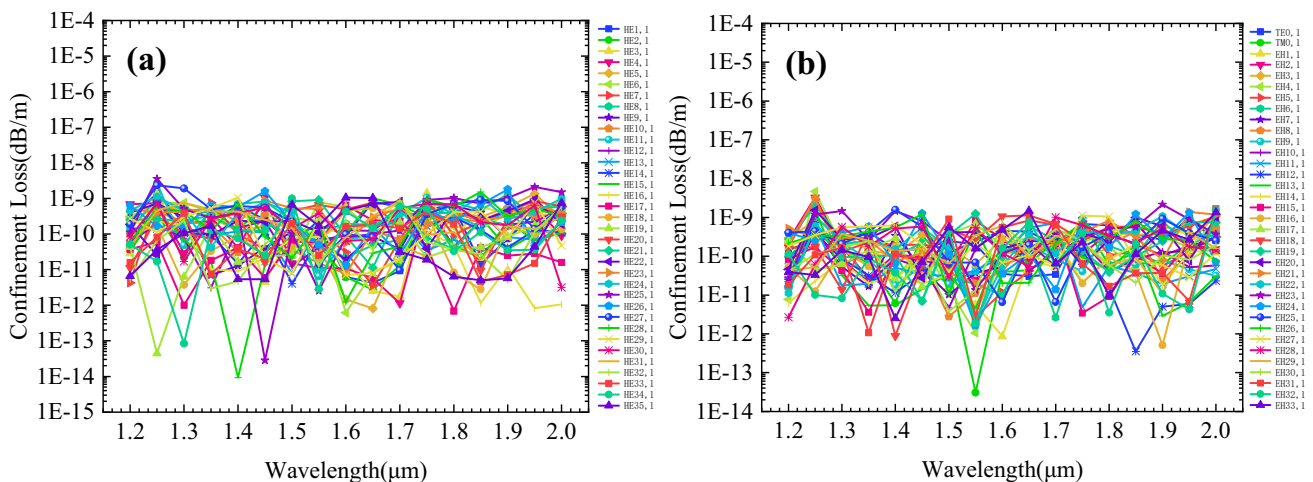 (a)
Confinement Loss(dB/m)
1E-4
1E-5
1E-6
1E-7
1E-8
1E-9
1E-10
1E-11
1E-12
1E-13
1E-14
1E-15
1.2 1.3 1.4 1.5 1.6 1.7 1.8 1.9 2.0
Wavelength(μm)
HE1,1
HE2,1
HE3,1
HE4,1
HE5,1
HE6,1
HE7,1
HE8,1
HE9,1
HE10,1
HE11,1
HE12,1
HE13,1
HE14,1
HE15,1
HE16,1
HE17,1
HE18,1
HE19,1
HE20,1
HE21,1
HE22,1
HE23,1
HE24,1
HE25,1
HE26,1
HE27,1
HE28,1
HE29,1
HE30,1
HE31,1
HE32,1
HE33,1
HE34,1
HE35,1
(b)
Confinement Loss(dB/m)
1E-4
1E-5
1E-6
1E-7
1E-8
1E-9
1E-10
1E-11
1E-12
1E-13
1E-14
1.2 1.3 1.4 1.5 1.6 1.7 1.8 1.9 2.0
Wavelength(μm)
TE0,1
TM0,1
EH1,1
EH2,1
EH3,1
EH4,1
EH5,1
EH6,1
EH7,1
EH8,1
EH9,1
EH10,1
EH11,1
EH12,1
EH13,1
EH14,1
EH15,1
EH16,1
EH17,1
EH18,1
EH19,1
EH20,1
EH21,1
EH22,1
EH23,1
EH24,1
EH25,1
EH26,1
EH27,1
EH28,1
EH29,1
EH30,1
EH31,1
EH32,1
EH33,1